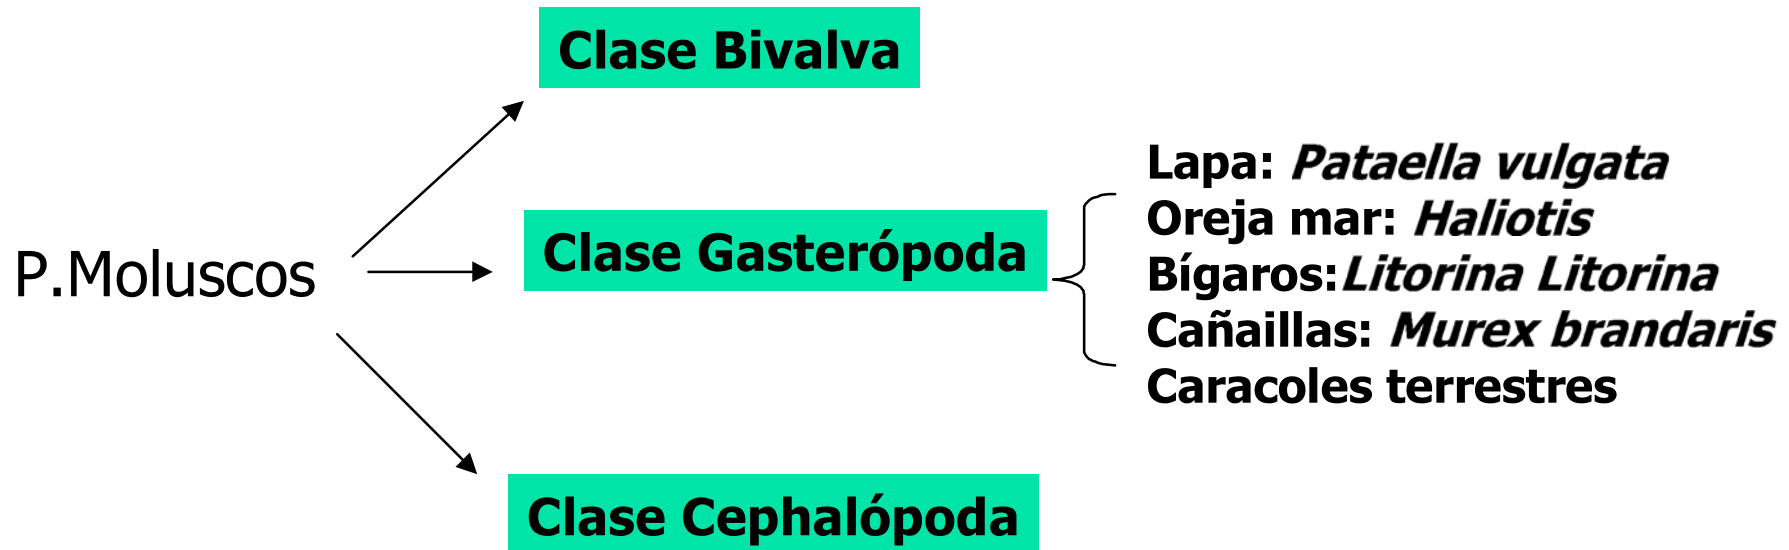 Clase Bivalva
P.Moluscos
Clase Gasterópoda
Lapa: Pataella vulgata
Oreja mar: Haliotis
Bígaros:Litorina Litorina
Cañaillas: Murex brandaris
Caracoles terrestres
Clase Cephalópoda